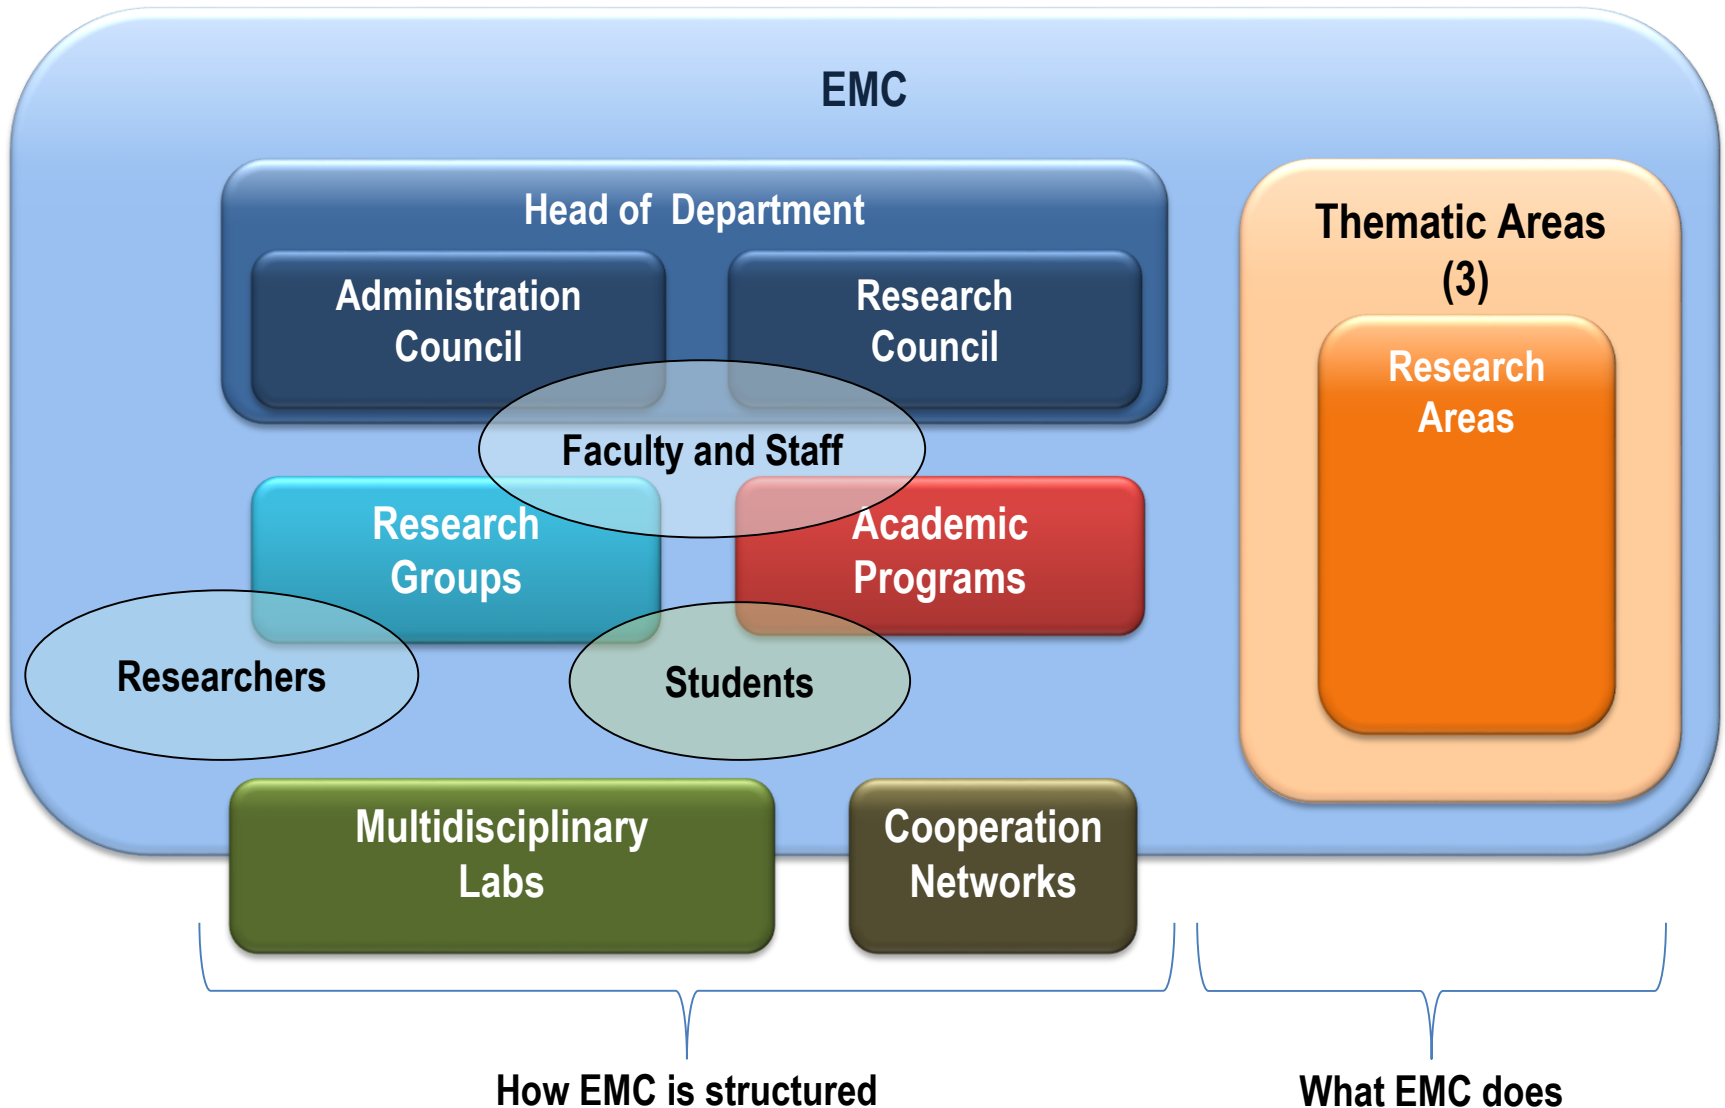 EMC
Head of Department
Administration
Council
Research
Council
Thematic Areas
(3)
Research
Areas
Faculty and Staff
Research
Groups
Academic
Programs
Researchers
Students
Multidisciplinary
Labs
Cooperation
Networks
How EMC is structured
What EMC does